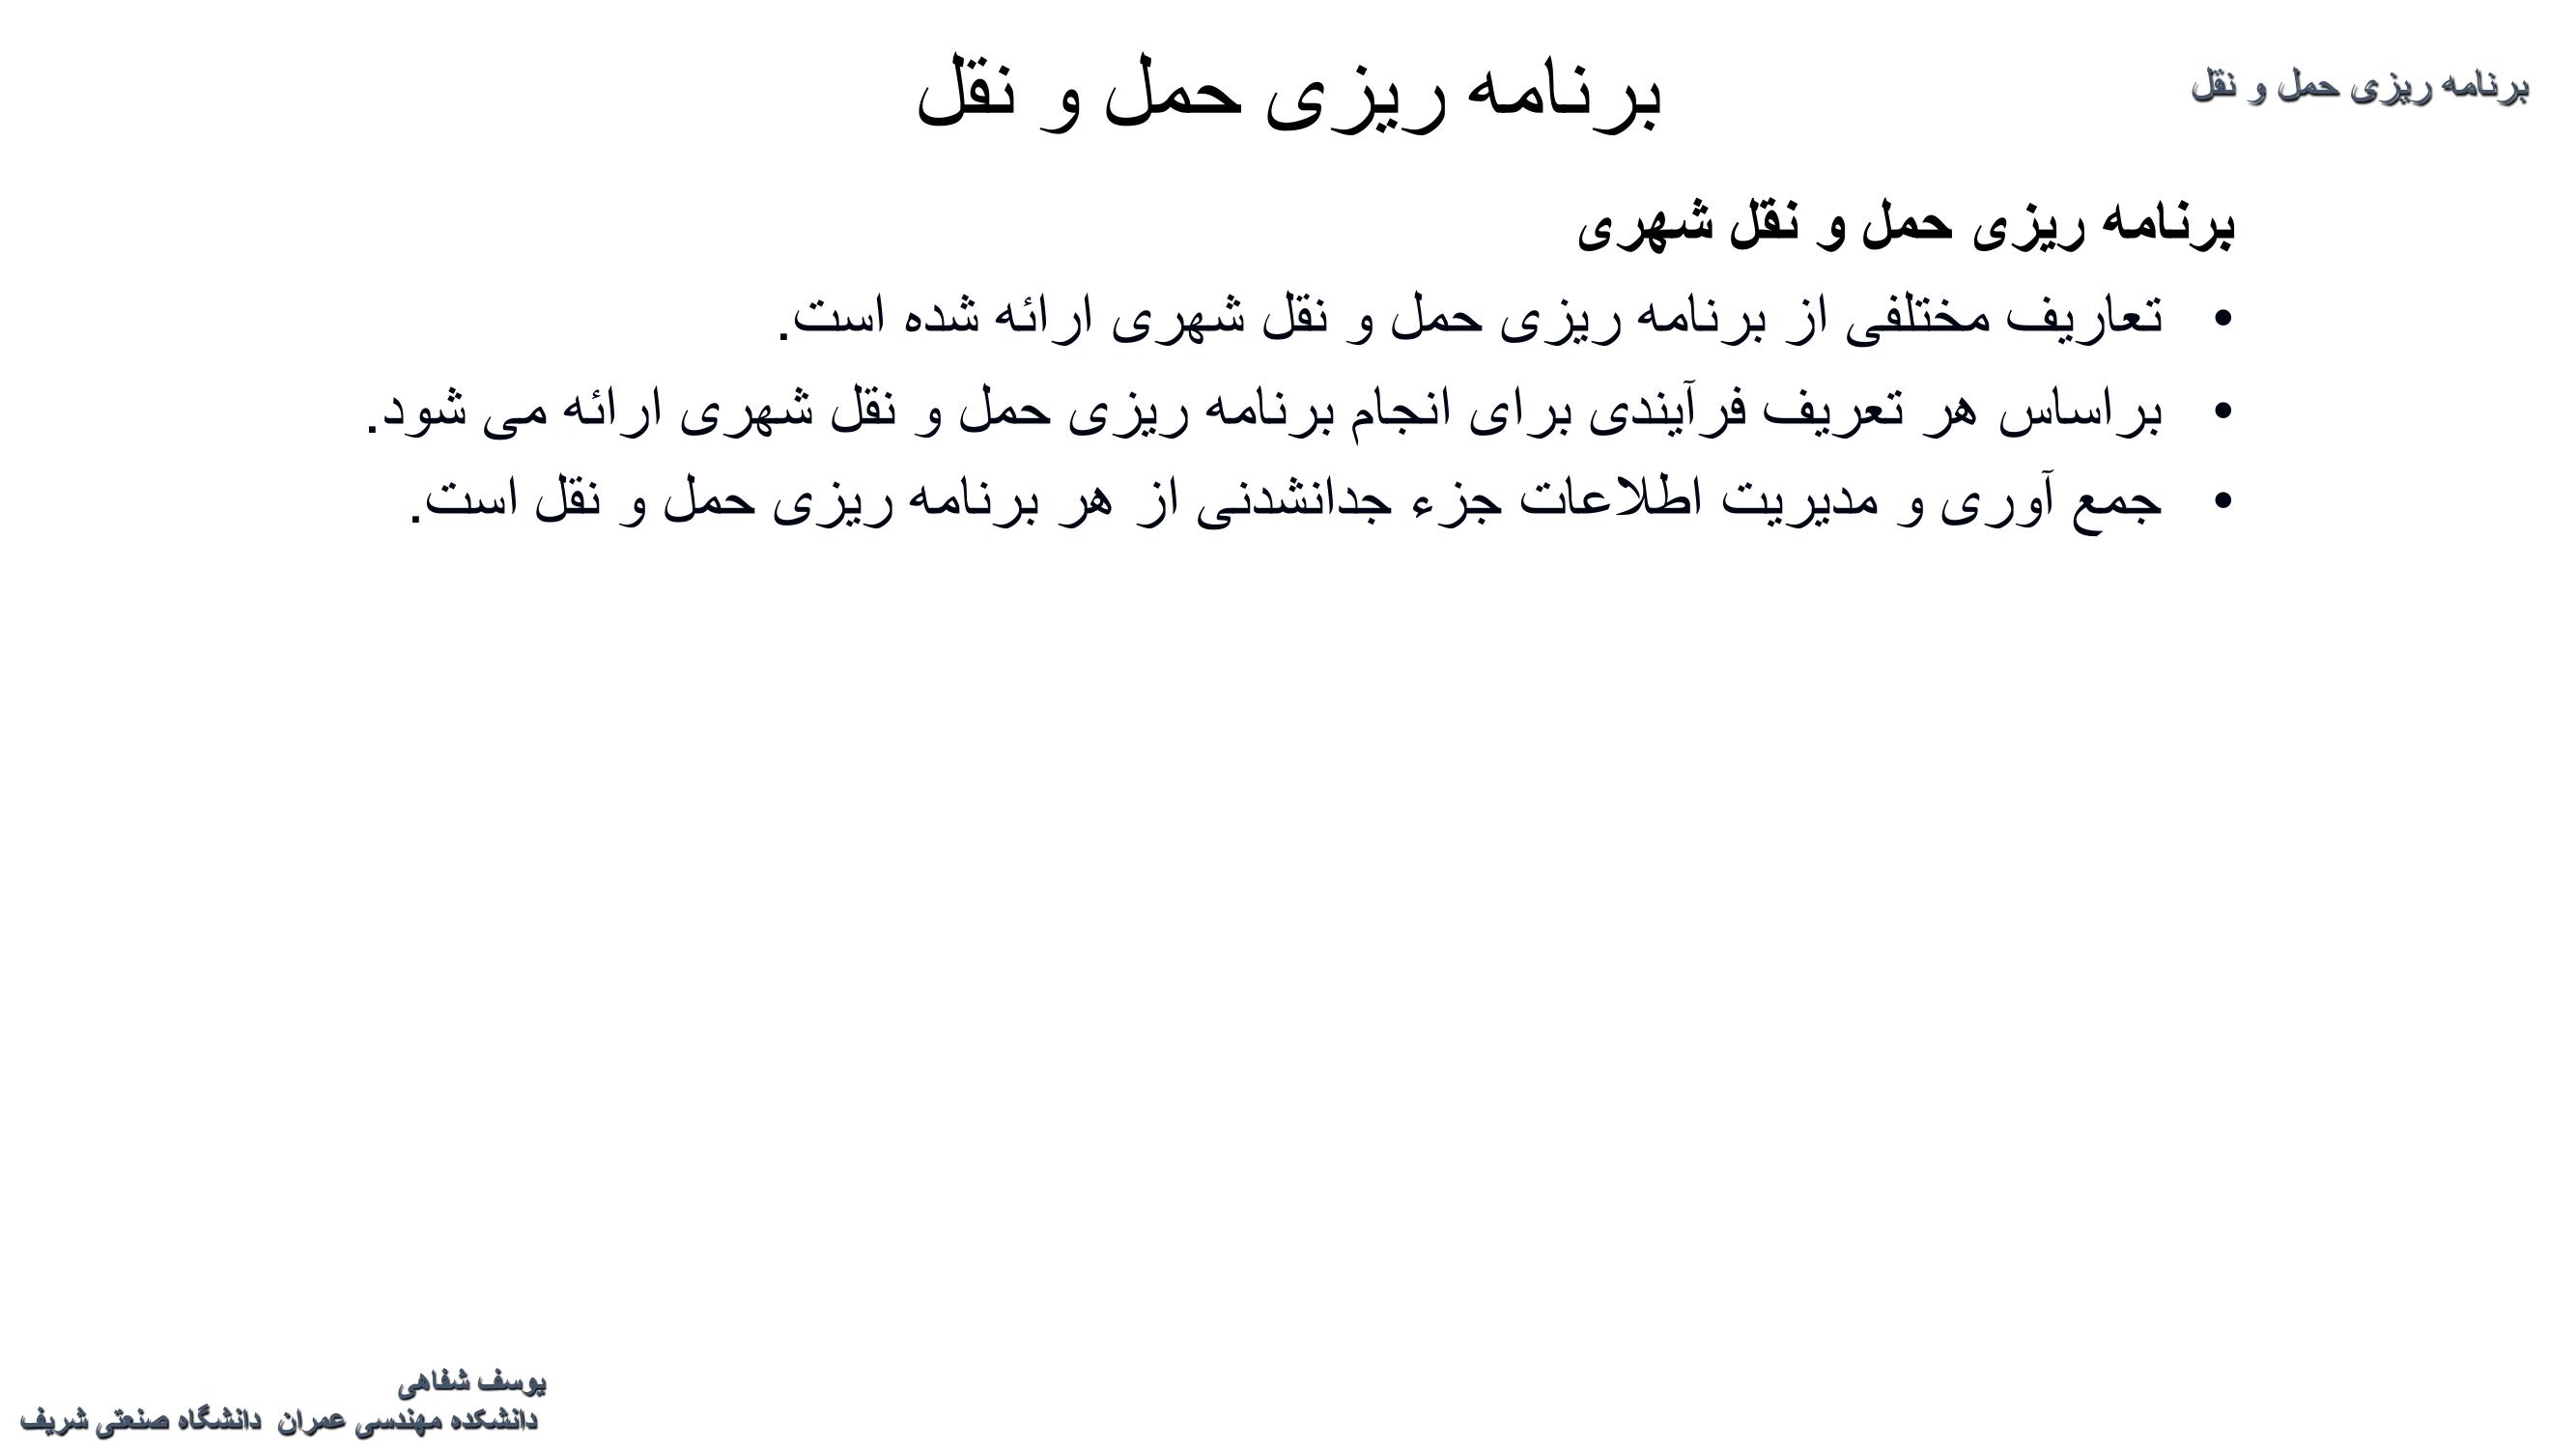 برنامه ریزی حمل و نقل
برنامه ریزی حمل و نقل
برنامه ریزی حمل و نقل شهری
• تعاریف مختلفی از برنامه ریزی حمل و نقل شهری ارائه شده است.
• براساس هر تعریف فرآیندی برای انجام برنامه ریزی حمل و نقل شهری ارائه می شود.
• جمع آوری و مدیریت اطلاعات جزء جدانشدنی از هر برنامه ریزی حمل و نقل است.
یوسف شفاهی
دانشکده مهندسی عمران دانشگاه صنعتی شریف